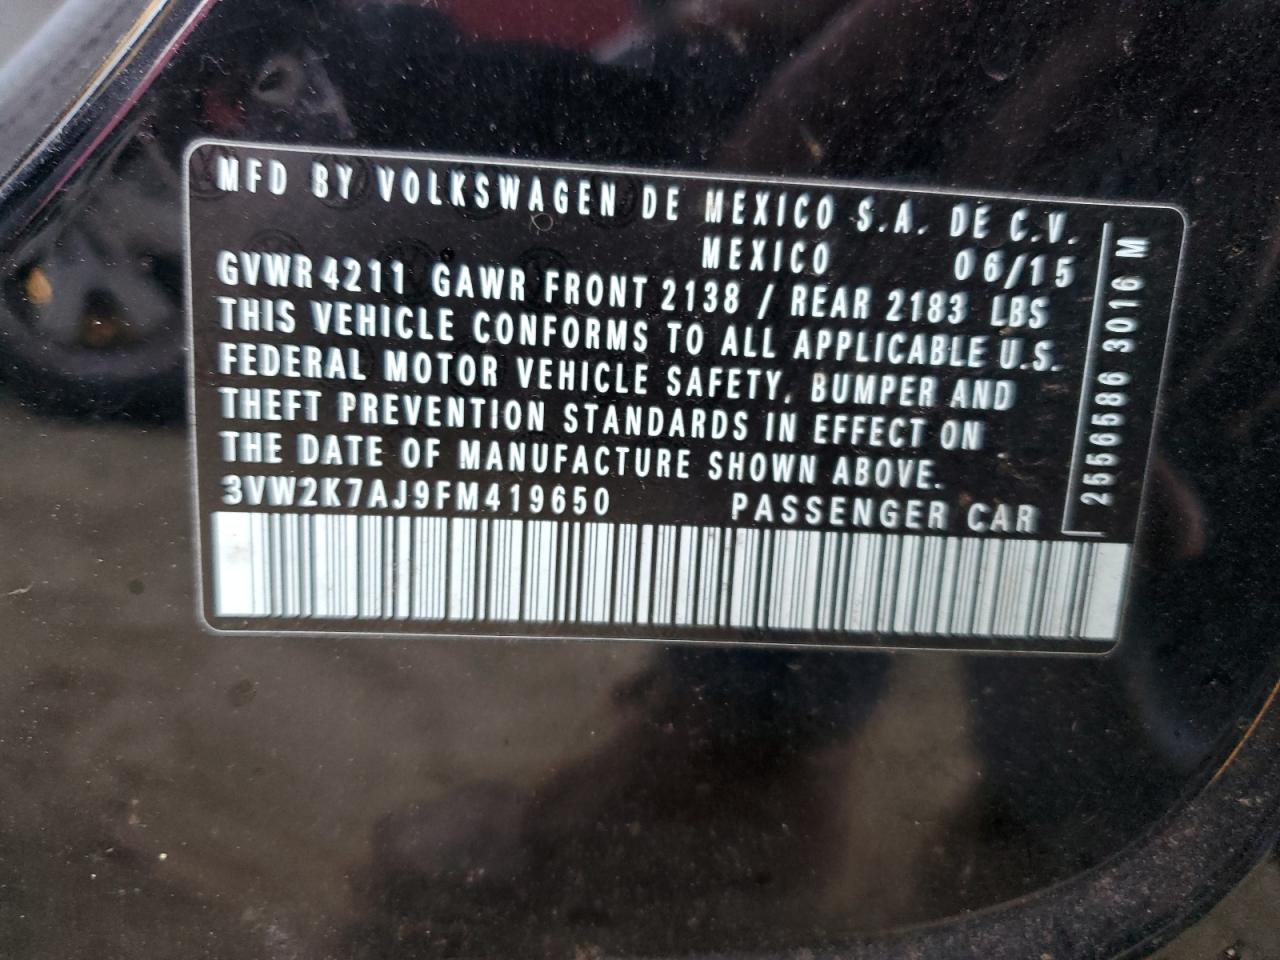 MFD BY VOLKSWAGEN DE MEXICO S.A. DE C.V.
MEXICO 06/15
GVWR 4211 GAWR FRONT 2138 / REAR 2183 LBS
THIS VEHICLE CONFORMS TO ALL APPLICABLE U.S.
FEDERAL MOTOR VEHICLE SAFETY, BUMPER AND
THEFT PREVENTION STANDARDS IN EFFECT ON
THE DATE OF MANUFACTURE SHOWN ABOVE.
3VW2K7AJ9FM419650 PASSENGER CAR
2556586 3016 M